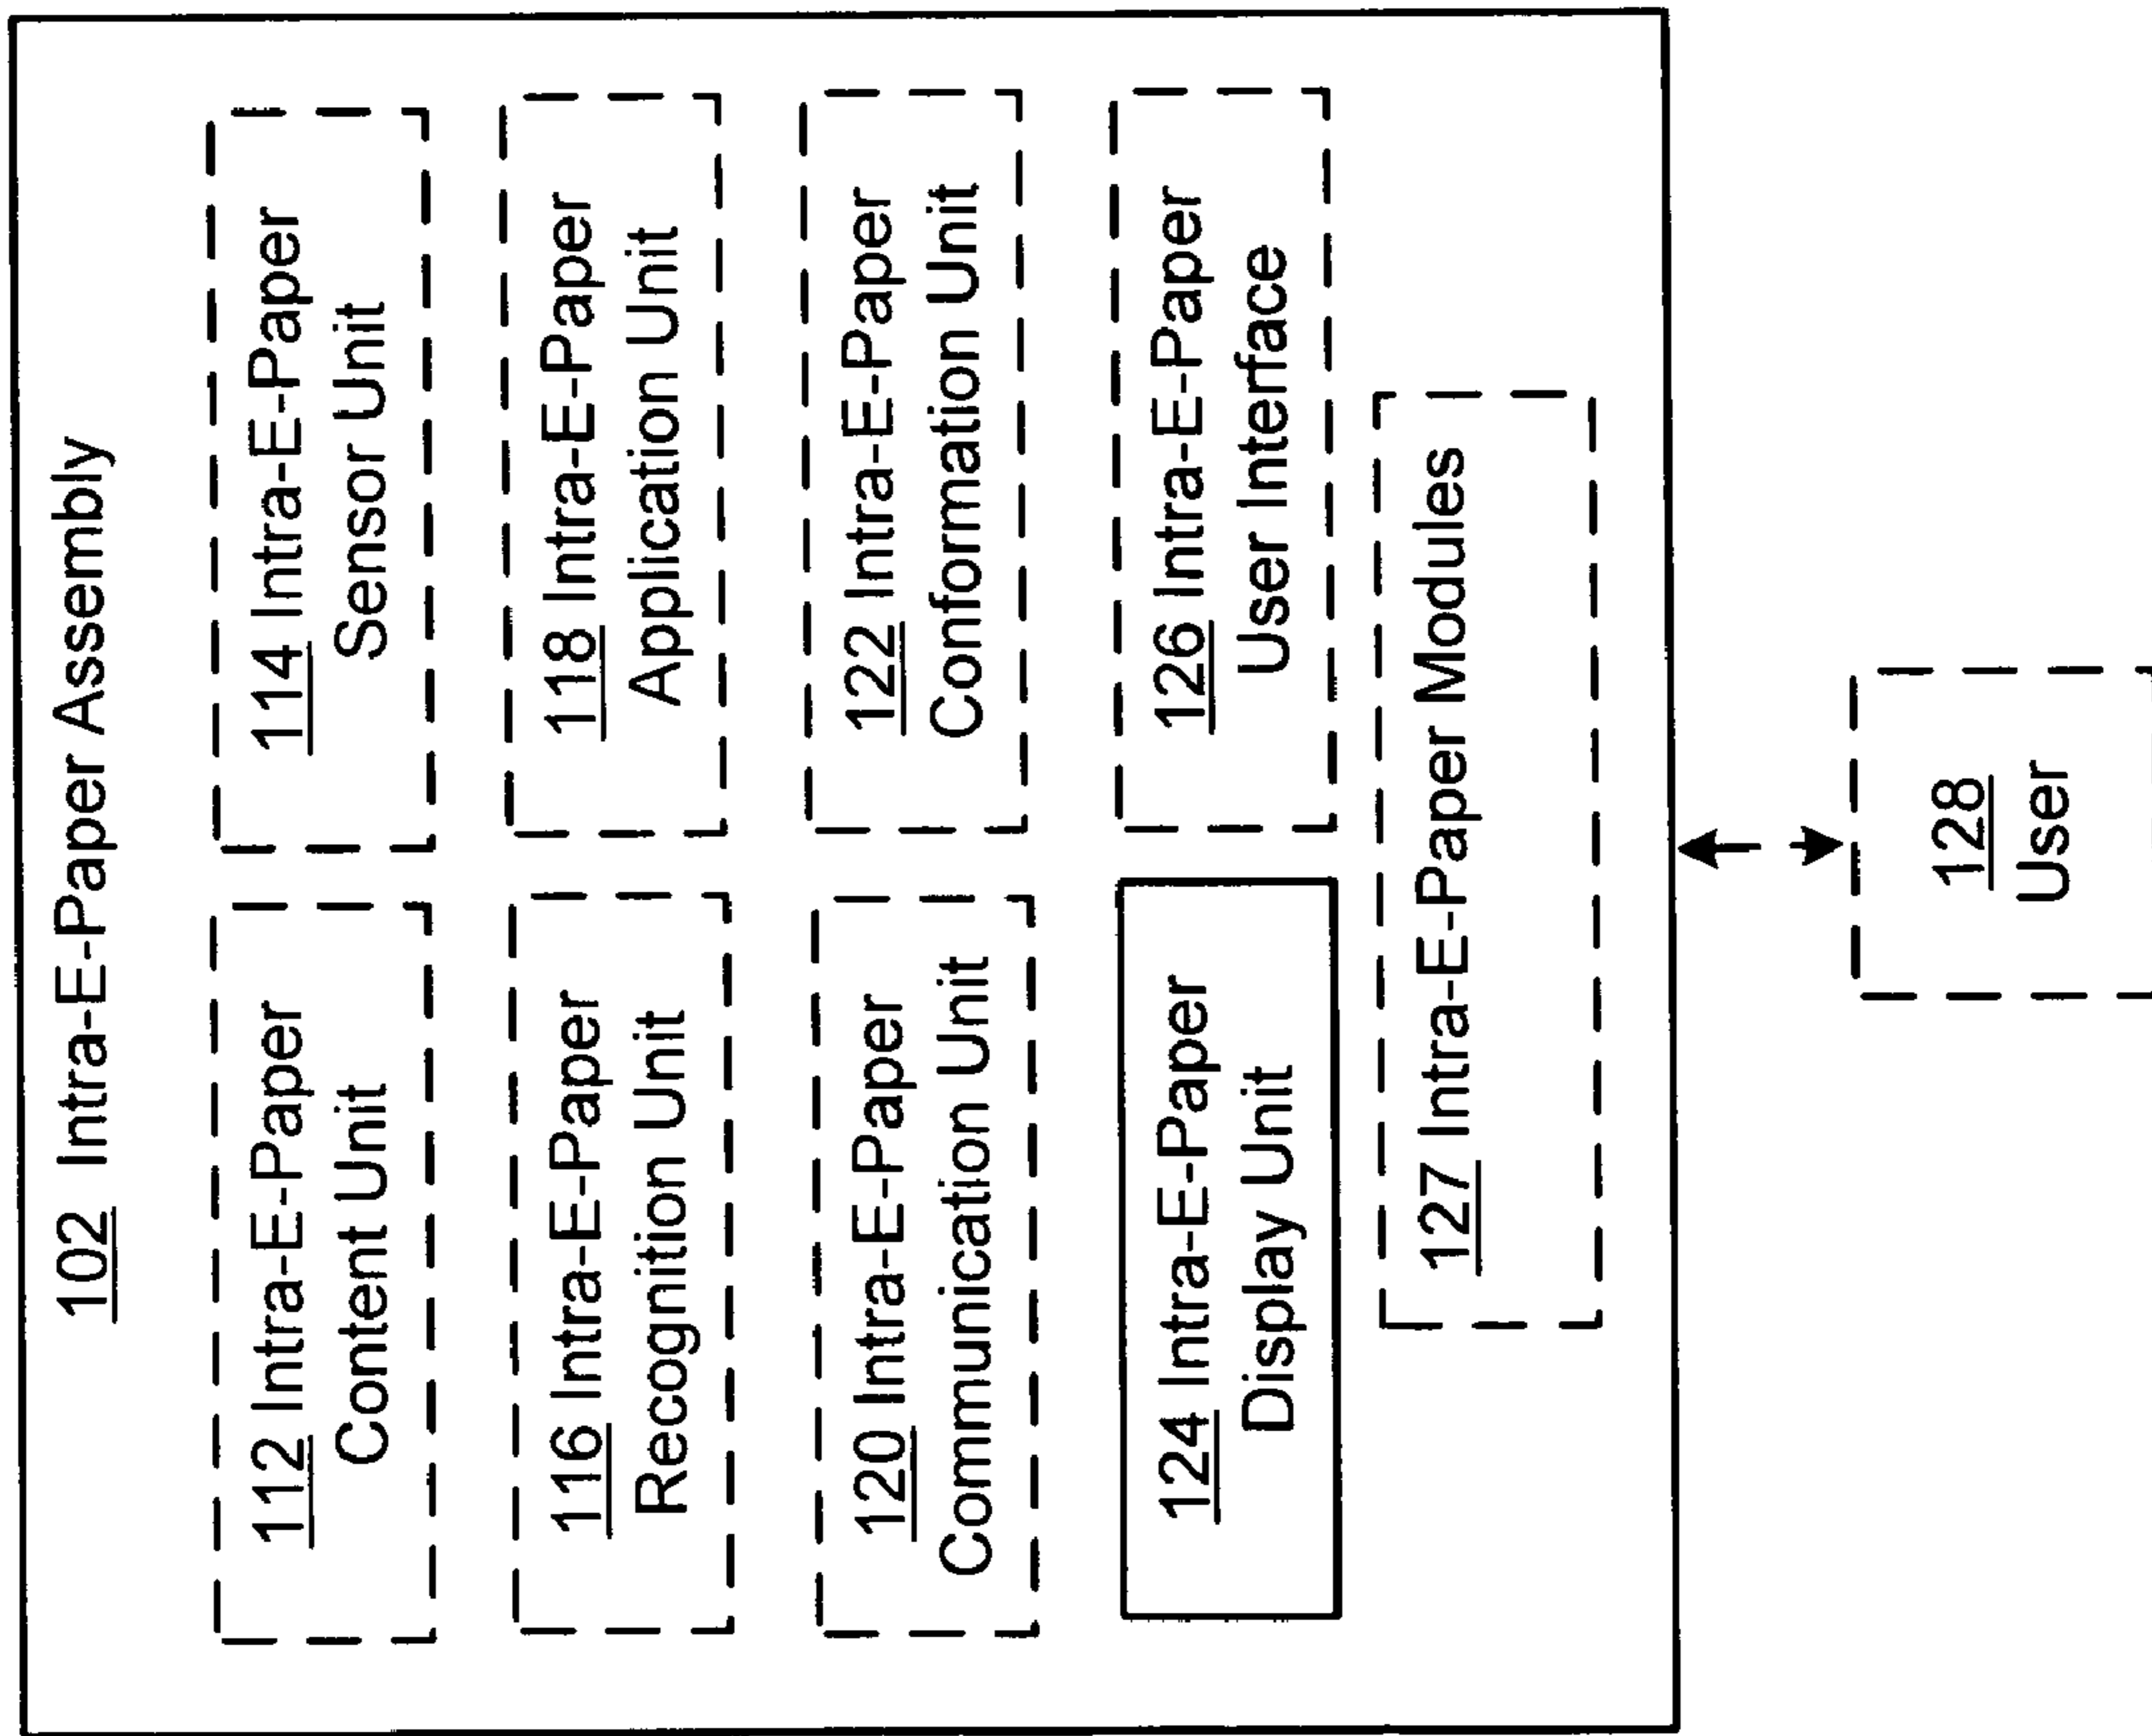 102 Intra-E-Paper Assembly
112 Intra-E-Paper
Content Unit
114 Intra-E-Paper
Sensor Unit
116 Intra-E-Paper
Recognition Unit
118 Intra-E-Paper
Application Unit
120 Intra-E-Paper
Communication Unit
122 Intra-E-Paper
Conformation Unit
124 Intra-E-Paper
Display Unit
126 Intra-E-Paper
User Interface
127 Intra-E-Paper Modules
128
User